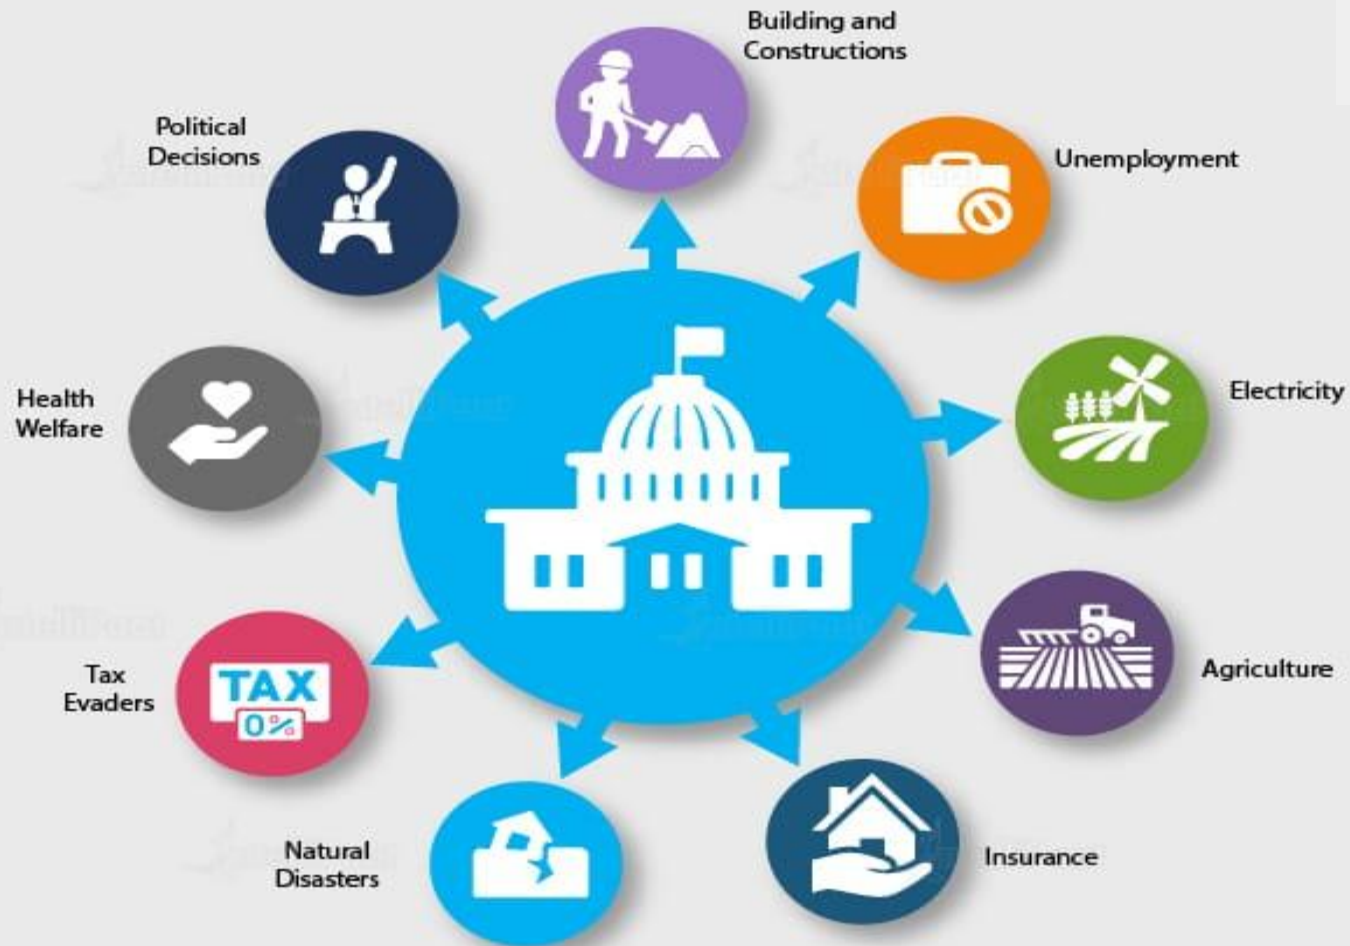 Building and
Constructions
Political
Decisions
Unemployment
Health
Welfare
Electricity
Tax
Evaders
TAX
0%
Agriculture
Natural
Disasters
Insurance